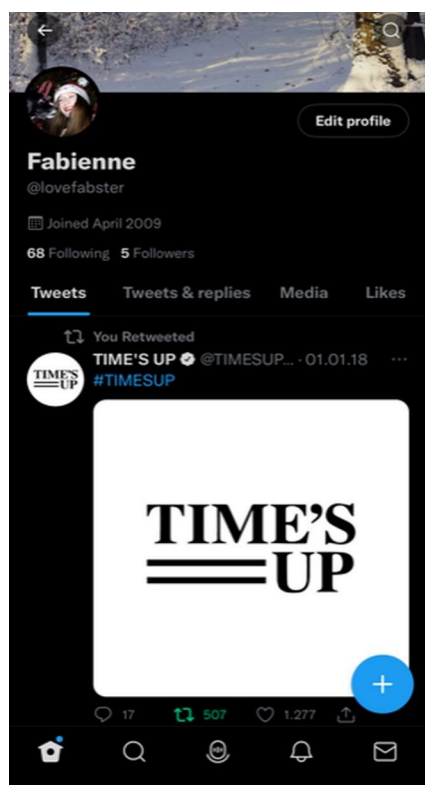 Edit profile
Fabienne
@lovefabster
Joined April 2009
68 Following 5 Followers
Tweets Tweets & replies Media Likes
You Retweeted
TIME'S UP @TIMESUP... · 01.01.18
#TIMESUP
TIME'S
UP
TIME'S
UP
17 507 1.277